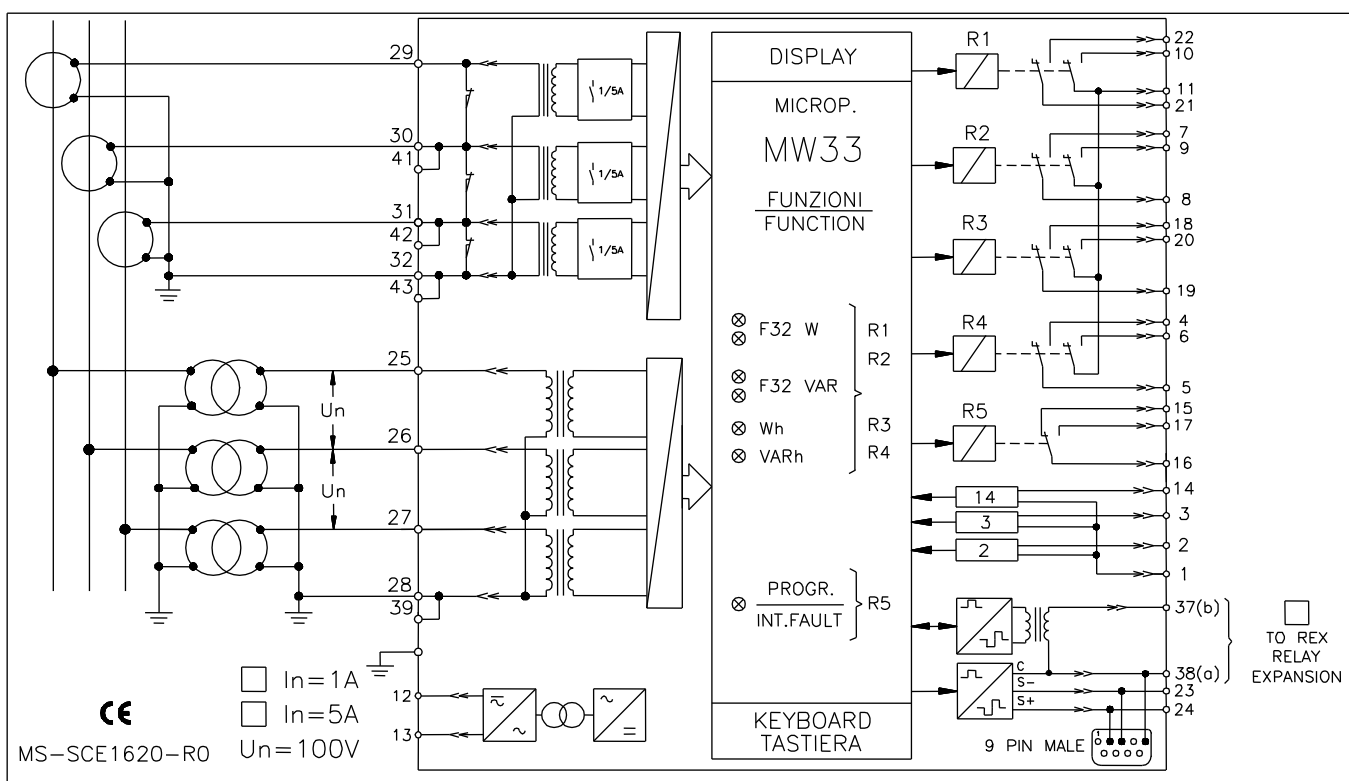 29
30
41
31
42
32
43
25
26
27
28
39
12
13
1/5A
1/5A
1/5A
Un
Un
In=1A
In=5A
CE
MS-SCE1620-R0
Un=100V
DISPLAY
MICROP.
MW33
FUNZIONI
FUNCTION
F32 W
R1
R2
F32 VAR
Wh
R3
VARh
R4
PROGR.
INT.FAULT
R5
KEYBOARD
TASTIERA
R1
R2
R3
R4
R5
14
3
2
C
S-
S+
22
10
11
21
7
9
8
18
20
19
4
6
5
15
17
16
14
3
2
1
37(b)
38(a)
23
24
TO REX
RELAY
EXPANSION
9 PIN MALE
1